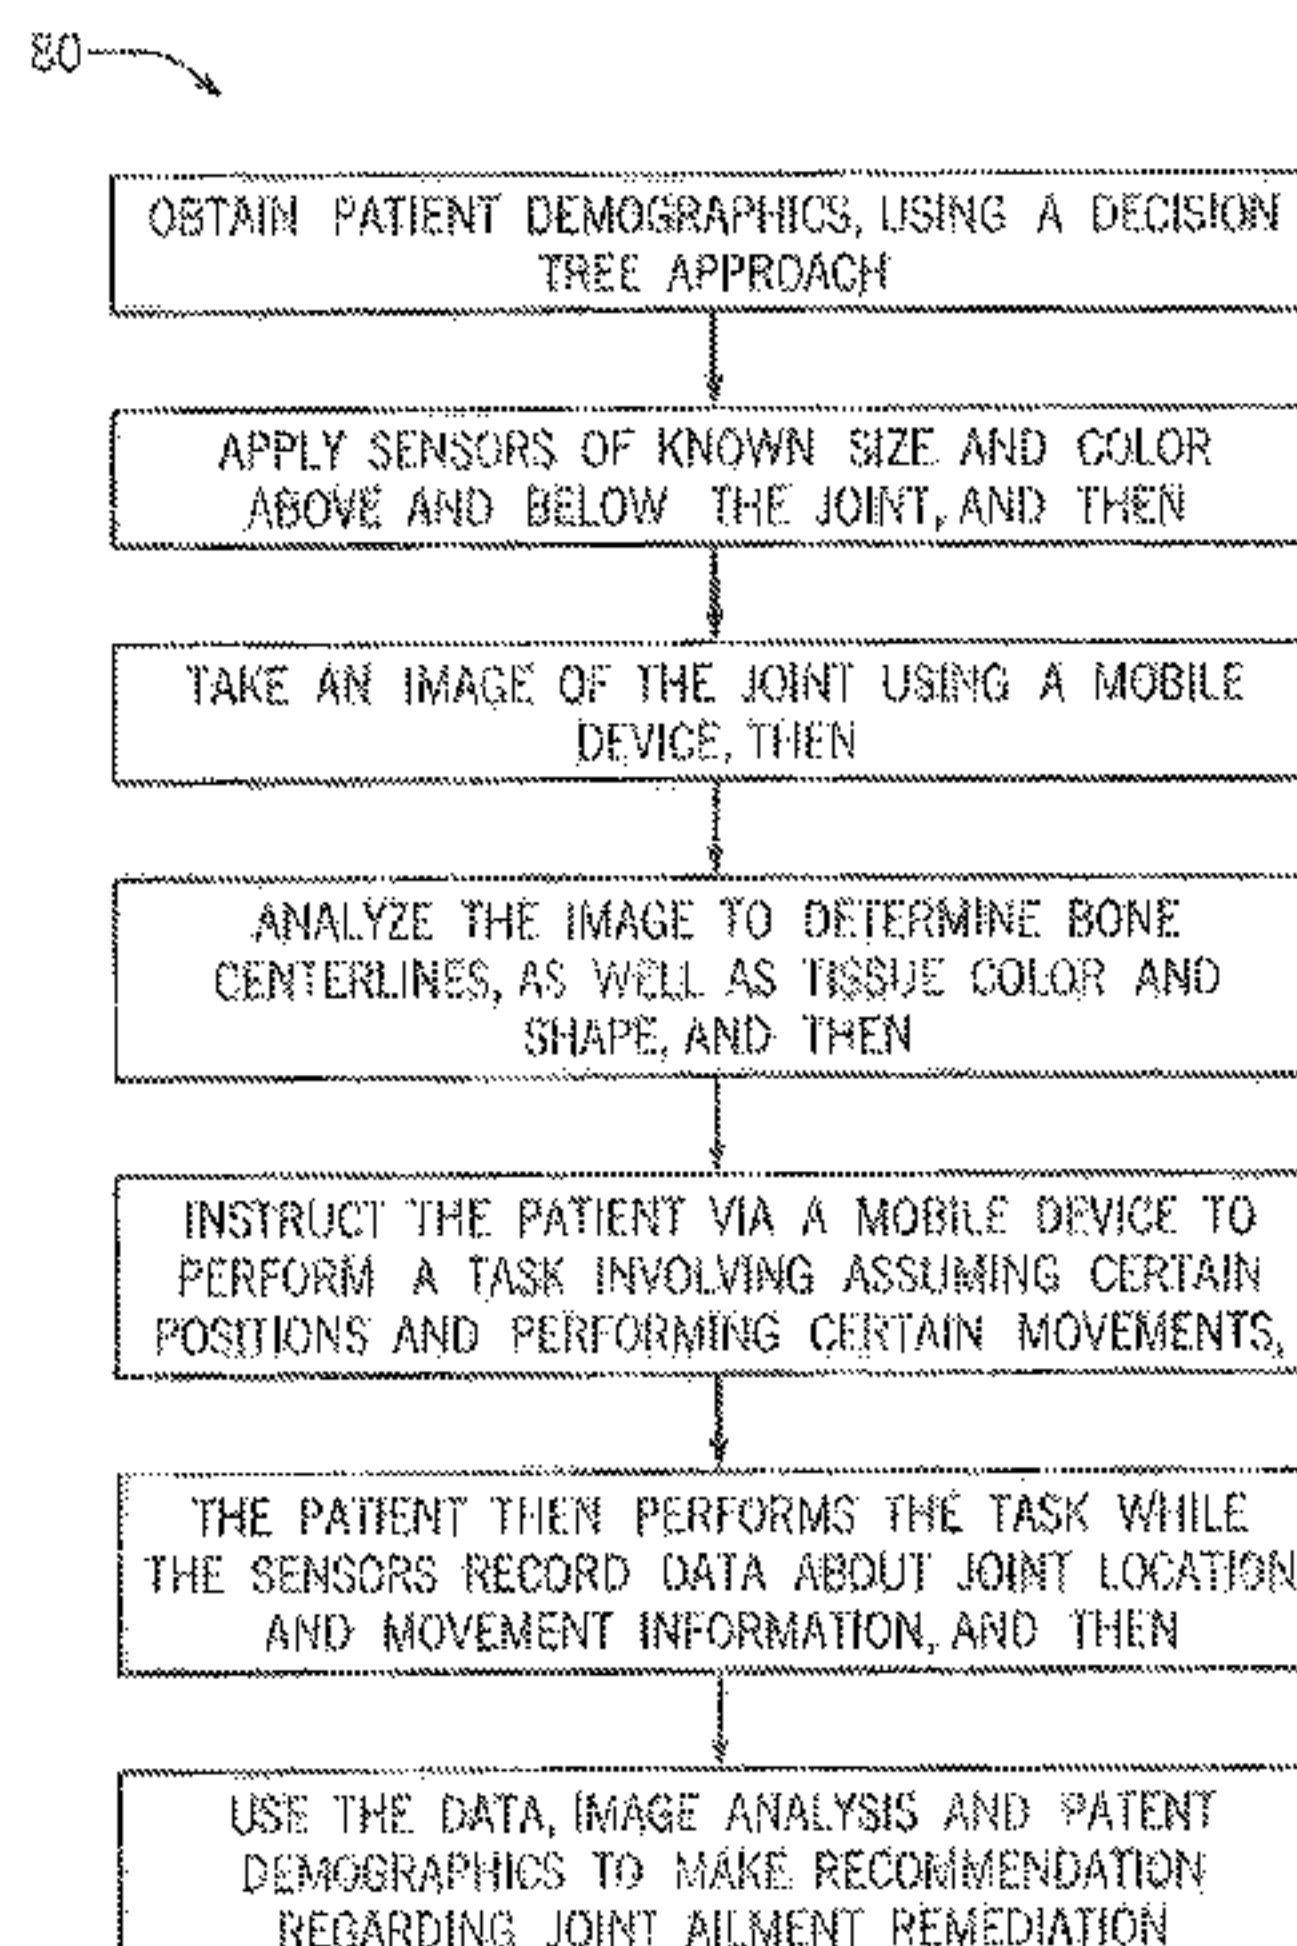 80
OBTAIN PATIENT DEMOGRAPHICS, USING A DECISION
TREE APPROACH
APPLY SENSORS OF KNOWN SIZE AND COLOR
ABOVE AND BELOW THE JOINT, AND THEN
TAKE AN IMAGE OF THE JOINT USING A MOBILE
DEVICE, THEN
ANALYZE THE IMAGE TO DETERMINE BONE
CENTERLINES, AS WELL AS TISSUE COLOR AND
SHAPE, AND THEN
INSTRUCT THE PATIENT VIA A MOBILE DEVICE TO
PERFORM A TASK INVOLVING ASSUMING CERTAIN
POSITIONS AND PERFORMING CERTAIN MOVEMENTS,
THE PATIENT THEN PERFORMS THE TASK WHILE
THE SENSORS RECORD DATA ABOUT JOINT LOCATION
AND MOVEMENT INFORMATION, AND THEN
USE THE DATA, IMAGE ANALYSIS AND PATENT
DEMOGRAPHICS TO MAKE RECOMMENDATION
REGARDING JOINT AILMENT REMEDIATION